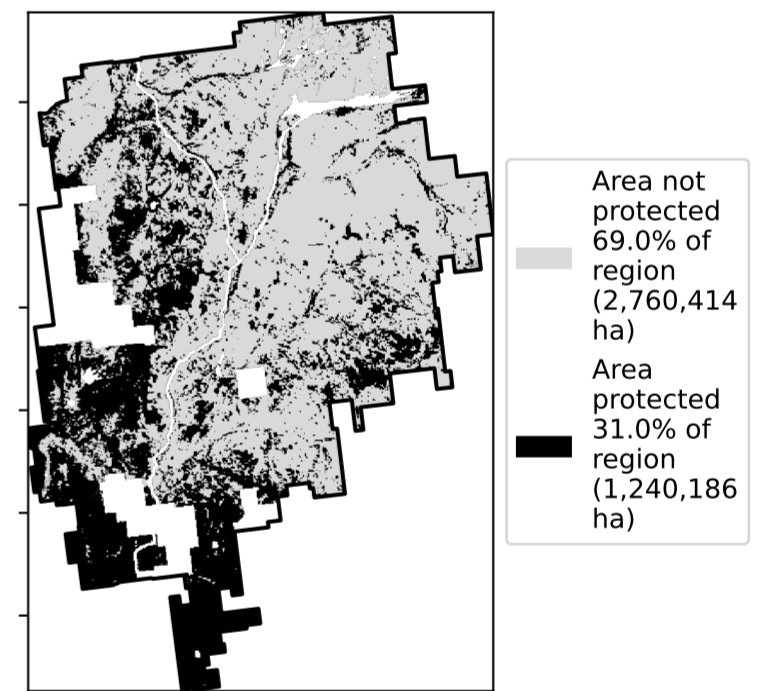 Area not
protected
69.0% of
region
(2,760,414
ha)
Area
protected
31.0% of
region
(1,240,186
ha)